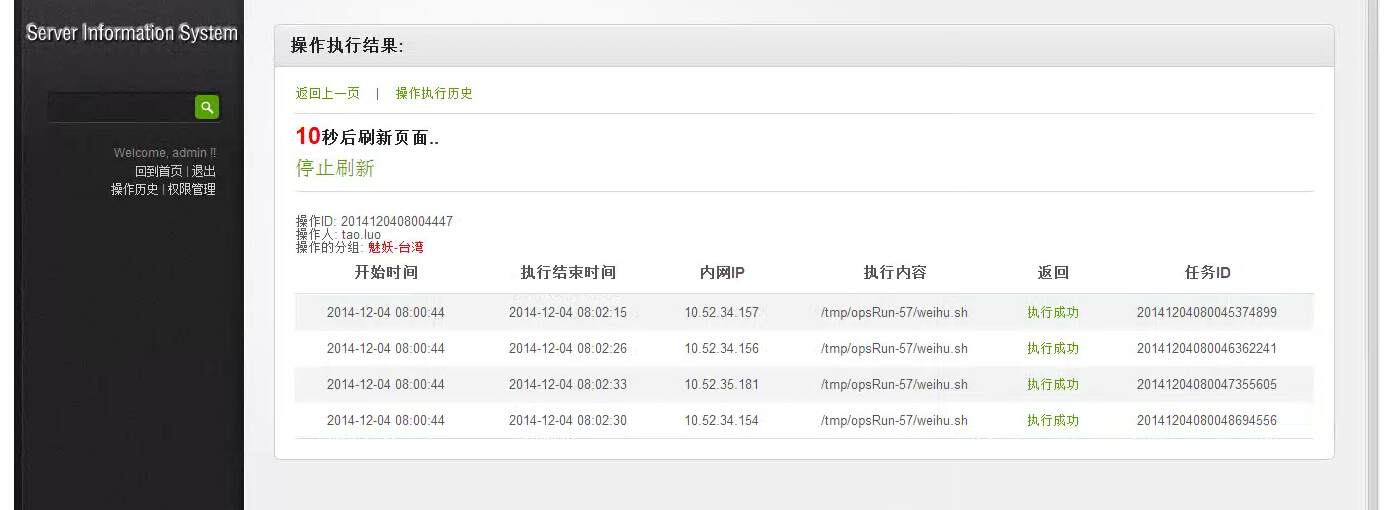 Server Information System
Welcome, admin !!
回到首页 | 退出
操作历史 | 权限管理
操作执行结果:
返回上一页 | 操作执行历史
10秒后刷新页面..
停止刷新
操作ID: 2014120408004447
操作人: tao.luo
操作的分组: 魅妖-台湾
开始时间 执行结束时间 内网IP 执行内容 返回 任务ID
2014-12-04 08:00:44 2014-12-04 08:02:15 10.52.34.157 /tmp/opsRun-57/weihu.sh 执行成功 20141204080045374899
2014-12-04 08:00:44 2014-12-04 08:02:26 10.52.34.156 /tmp/opsRun-57/weihu.sh 执行成功 20141204080046362241
2014-12-04 08:00:44 2014-12-04 08:02:33 10.52.35.181 /tmp/opsRun-57/weihu.sh 执行成功 20141204080047355605
2014-12-04 08:00:44 2014-12-04 08:02:30 10.52.34.154 /tmp/opsRun-57/weihu.sh 执行成功 20141204080048694556